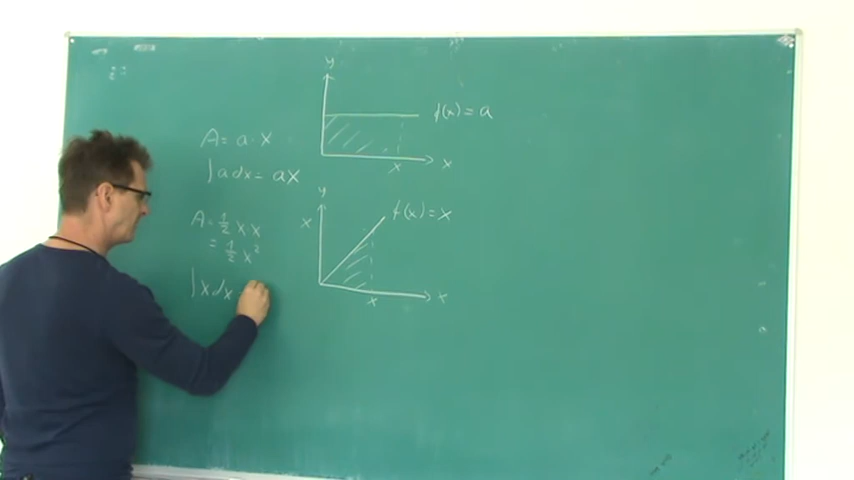 y
f(x) = a
A = a · x
x
x
∫a dx = ax
y
f(x) = x
A = 1/2 x x
x
= 1/2 x²
∫x dx
x
x